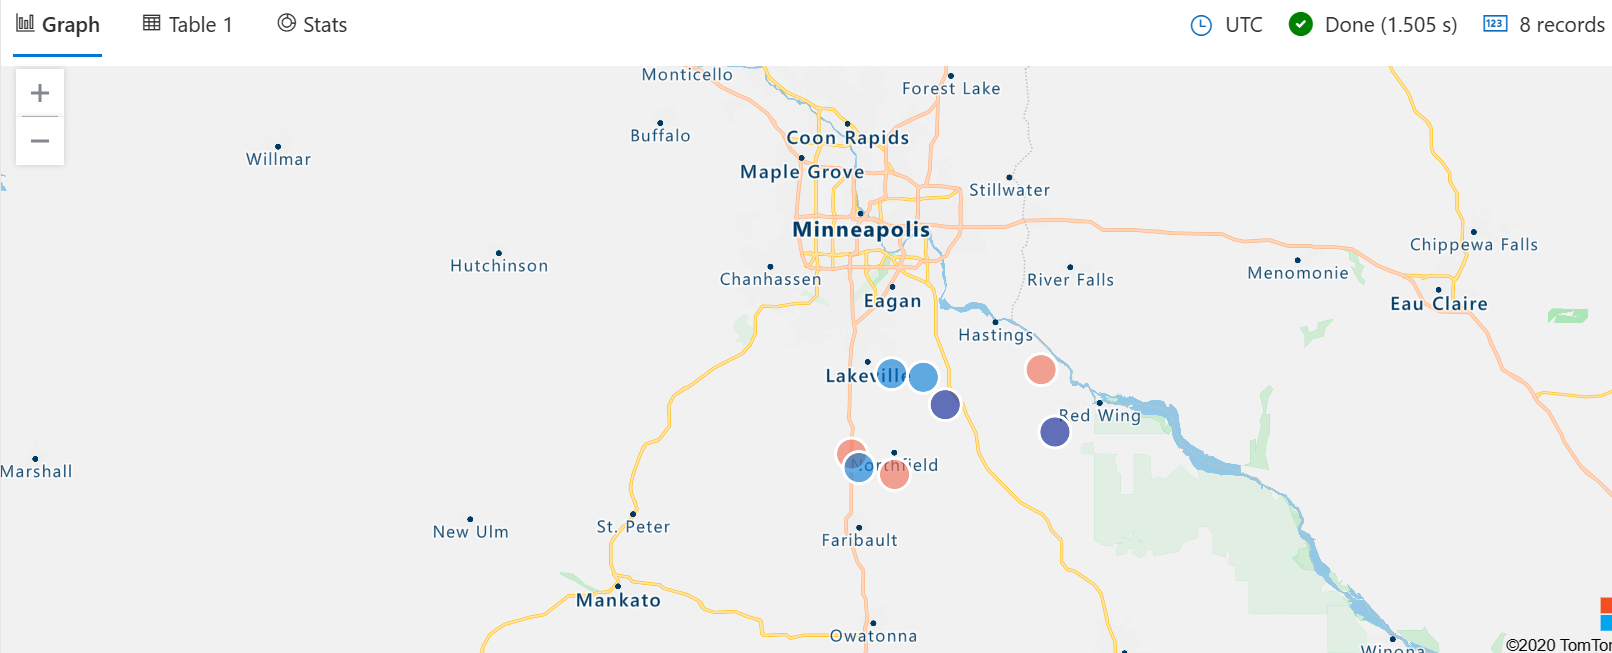 Graph
Table 1
Stats
UTC
Done (1.505 s)
123
8 records
+
−
Monticello
Forest Lake
Buffalo
Coon Rapids
Willmar
Maple Grove
Stillwater
Minneapolis
Chippewa Falls
Hutchinson
Chanhassen
River Falls
Menomonie
Eagan
Eau Claire
Hastings
Lakeville
Red Wing
Northfield
Marshall
New Ulm
St. Peter
Faribault
Mankato
Owatonna
Winona
©2020 TomTom